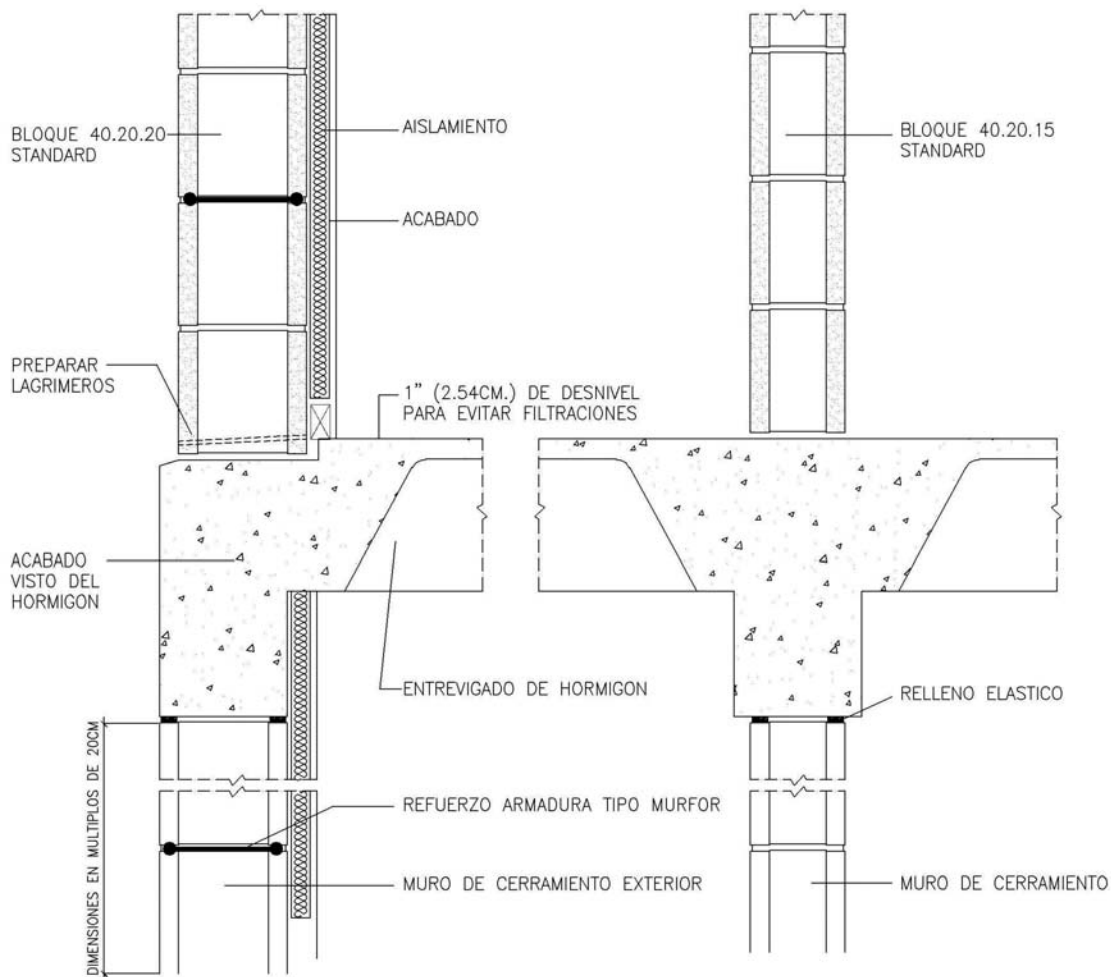 BLOQUE 40.20.20
STANDARD
AISLAMIENTO
ACABADO
PREPARAR
LAGRIMEROS
1" (2.54CM.) DE DESNIVEL
PARA EVITAR FILTRACIONES
ACABADO
VISTO DEL
HORMIGON
ENTREVIGADO DE HORMIGON
DIMENSIONES EN MULTIPLOS DE 20CM
REFUERZO ARMADURA TIPO MURFOR
MURO DE CERRAMIENTO EXTERIOR
BLOQUE 40.20.15
STANDARD
RELLENO ELASTICO
MURO DE CERRAMIENTO